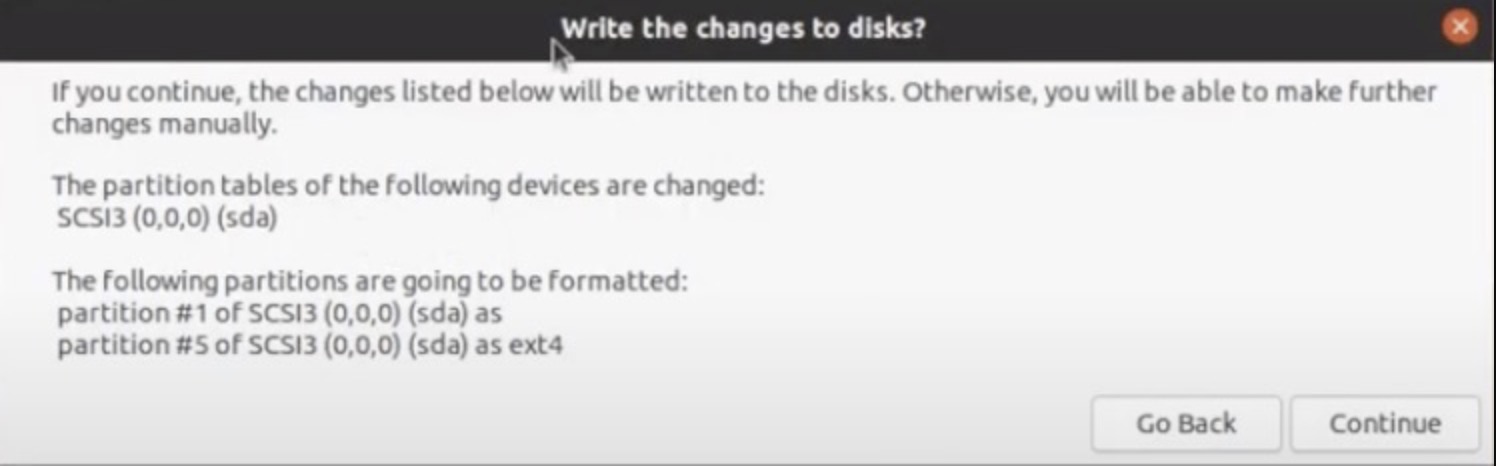 Write the changes to disks?
If you continue, the changes listed below will be written to the disks. Otherwise, you will be able to make further
changes manually.
The partition tables of the following devices are changed:
SCSI3 (0,0,0) (sda)
The following partitions are going to be formatted:
partition #1 of SCSI3 (0,0,0) (sda) as
partition #5 of SCSI3 (0,0,0) (sda) as ext4
Go Back
Continue